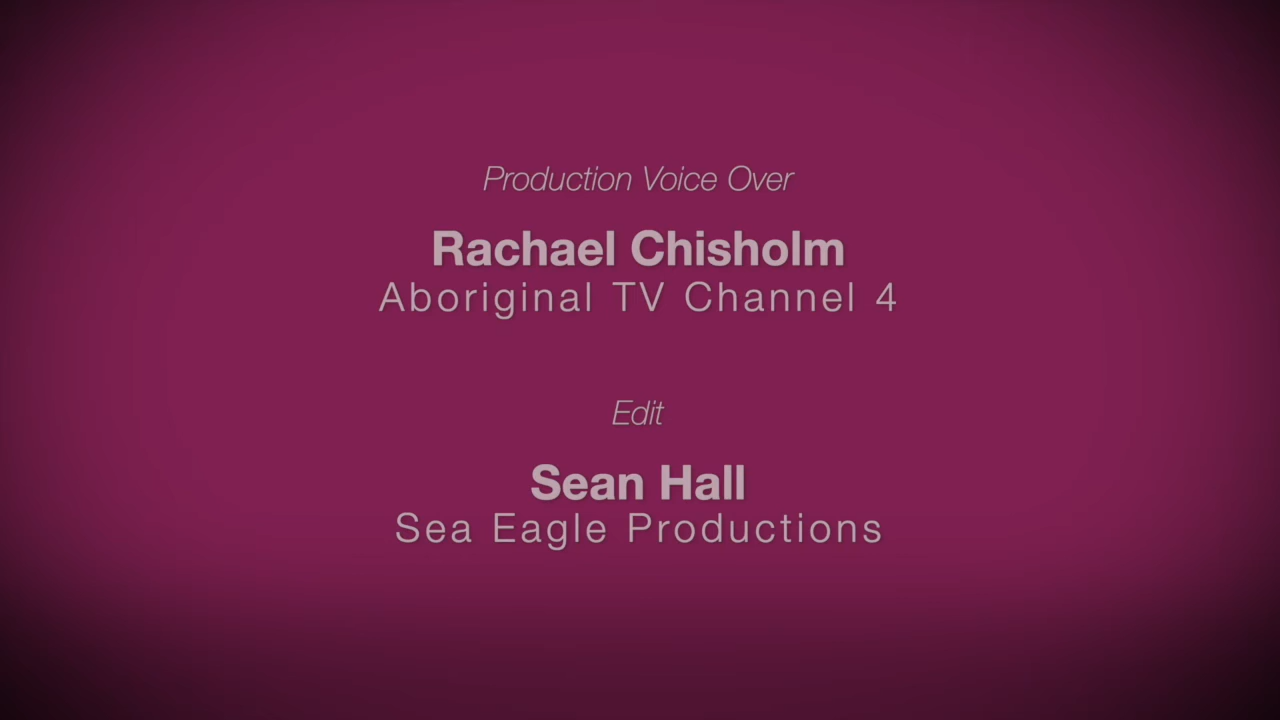 Production Voice Over
Rachael Chisholm
Aboriginal TV Channel 4
Edit
Sean Hall
Sea Eagle Productions